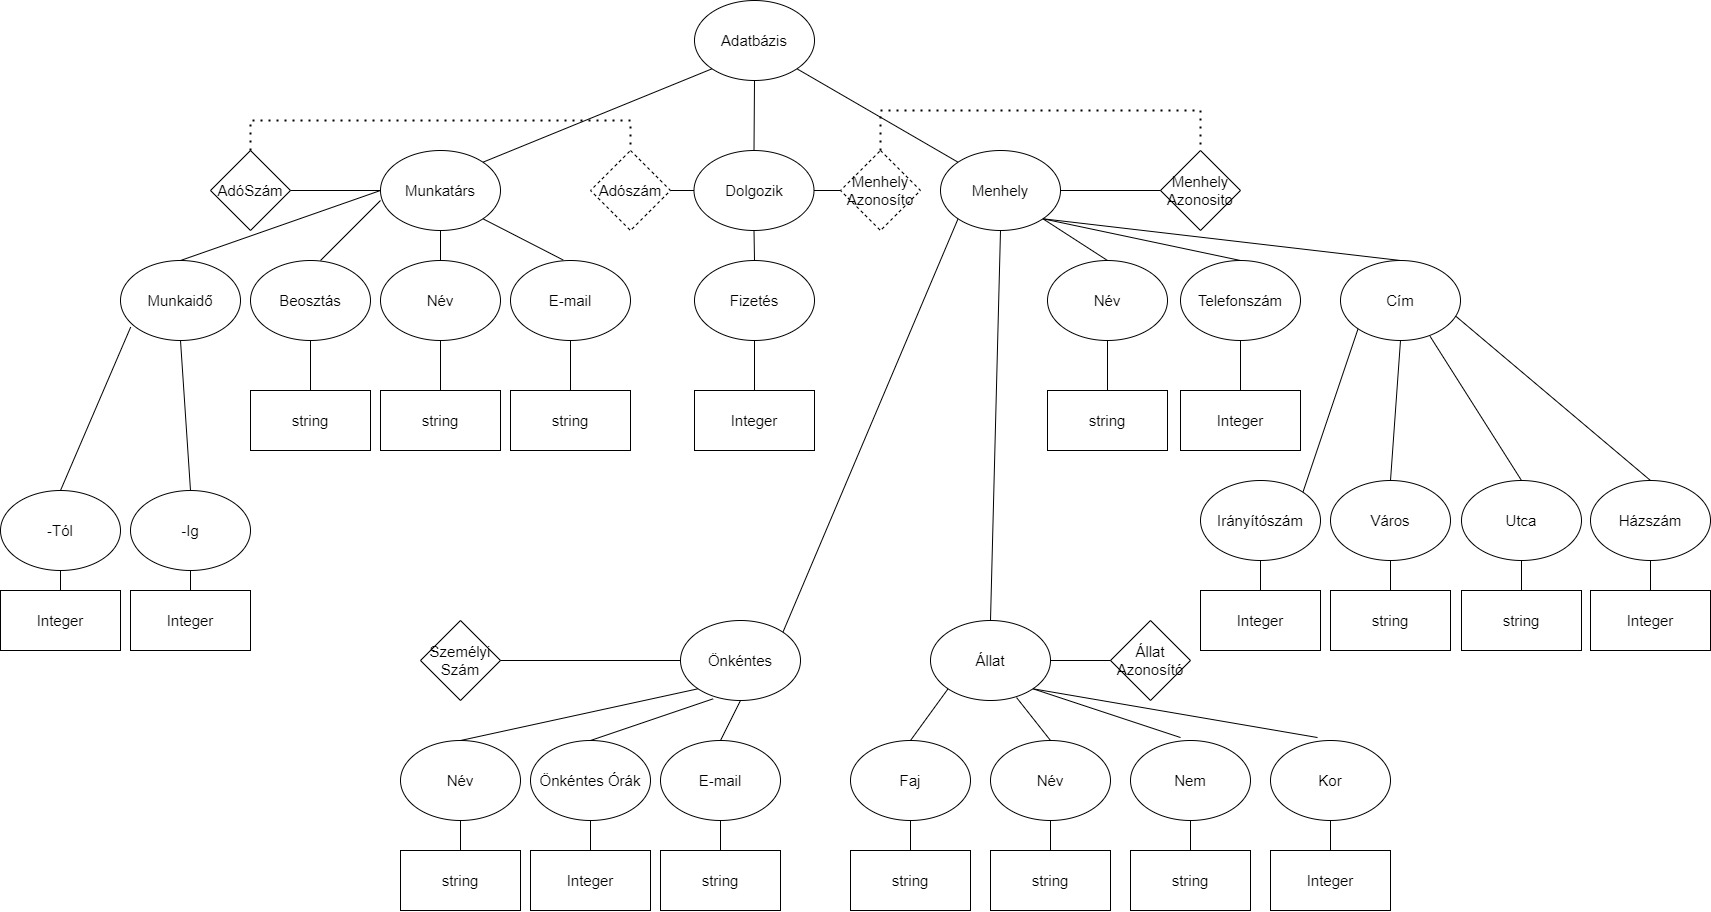 Adatbázis
AdóSzám
Munkatárs
Adószám
Dolgozik
Menhely
Azonosíto
Menhely
Menhely
Azonosito
Munkaidő
Beosztás
Név
E-mail
Fizetés
Név
Telefonszám
Cím
string
string
string
Integer
string
Integer
-Tól
-Ig
Irányítószám
Város
Utca
Házszám
Integer
Integer
Integer
string
string
Integer
Személyi
Szám
Önkéntes
Állat
Állat
Azonosító
Név
Önkéntes Órák
E-mail
Faj
Név
Nem
Kor
string
Integer
string
string
string
string
Integer